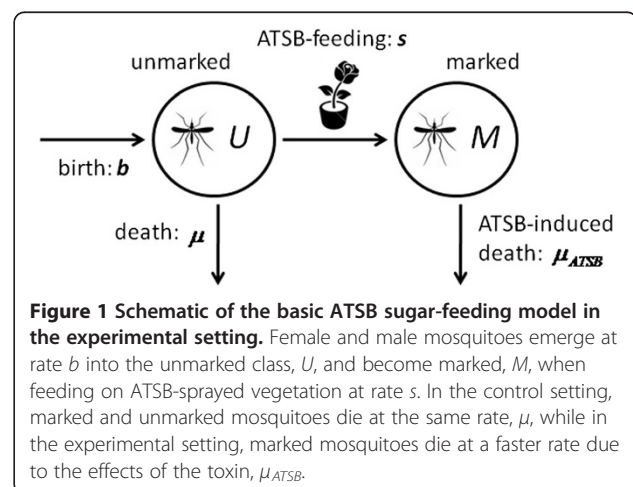 ATSB-feeding: s
unmarked
marked
U
M
birth: b
death: μ
ATSB-induced
death: μ_ATSB
Figure 1 Schematic of the basic ATSB sugar-feeding model in
the experimental setting. Female and male mosquitoes emerge at
rate b into the unmarked class, U, and become marked, M, when
feeding on ATSB-sprayed vegetation at rate s. In the control setting,
marked and unmarked mosquitoes die at the same rate, μ, while in
the experimental setting, marked mosquitoes die at a faster rate due
to the effects of the toxin, μ_ATSB.